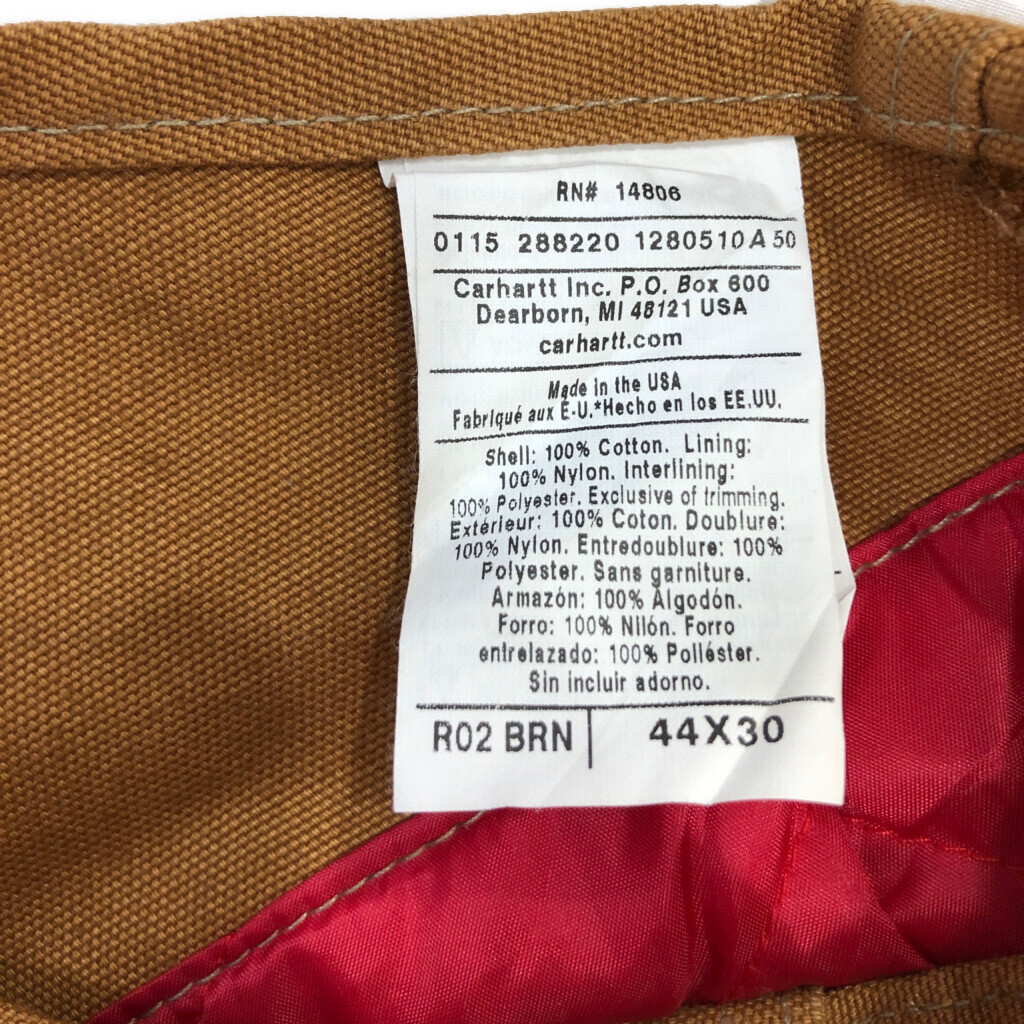 RN# 14806
0115 288220 1280510A 50
Carhartt Inc. P.O. Box 600
Dearborn, MI 48121 USA
carhartt.com
Made in the USA
Fabriqué aux É-U.*Hecho en los EE.UU.
Shell: 100% Cotton. Lining:
100% Nylon. Interlining:
100% Polyester. Exclusive of trimming.
Extérieur: 100% Coton. Doublure:
100% Nylon. Entredoublure: 100%
Polyester. Sans garniture.
Armazón: 100% Algodón.
Forro: 100% Nilón. Forro
entrelazado: 100% Poliéster.
Sin incluir adorno.
R02 BRN | 44X30